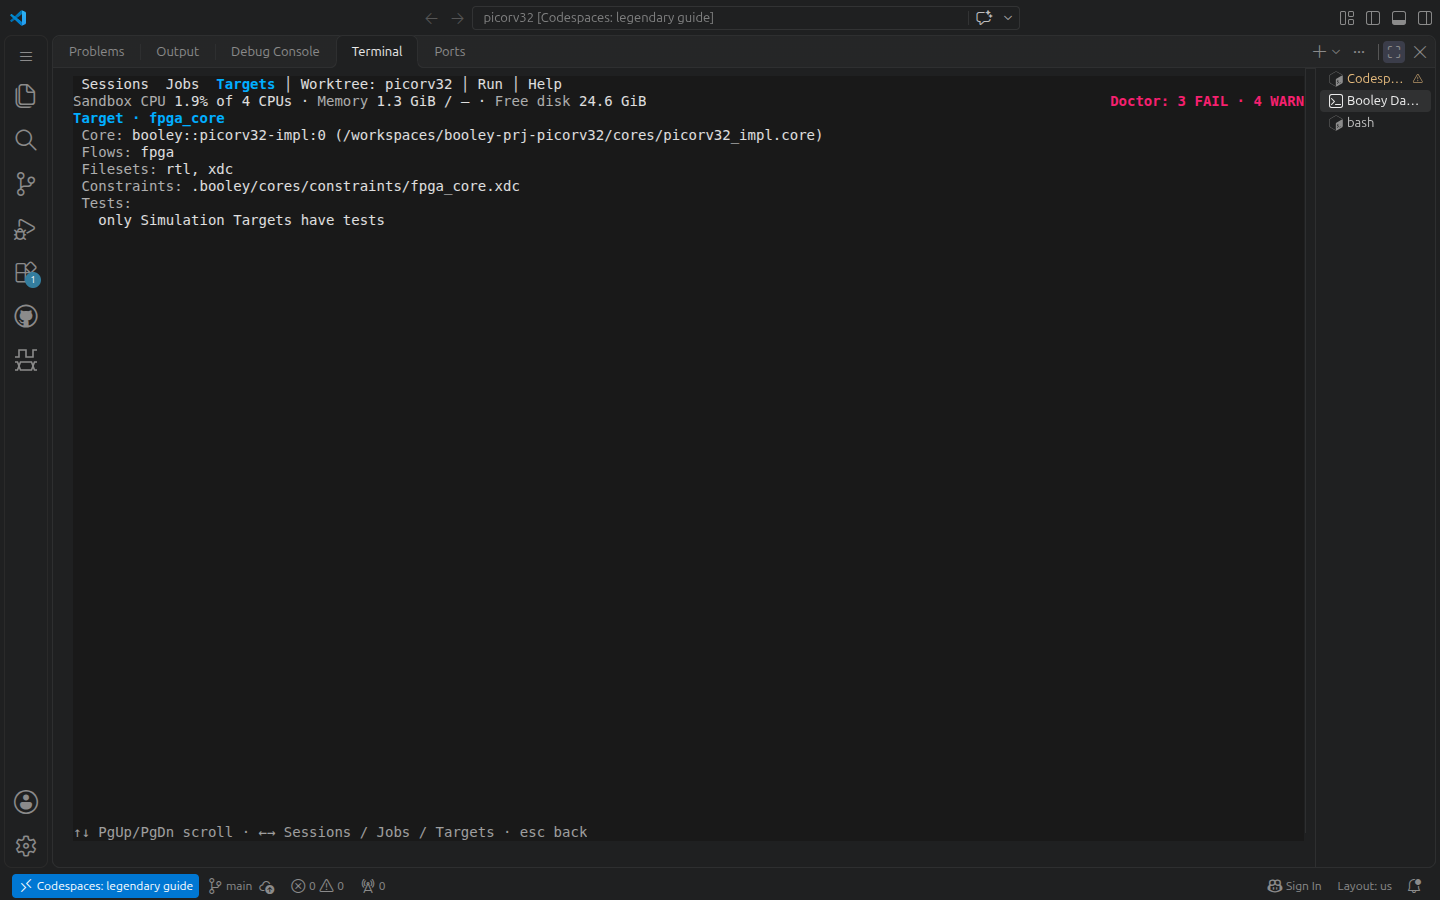 picorv32 [Codespaces: legendary guide]
Problems Output Debug Console Terminal Ports
Sessions Jobs Targets │ Worktree: picorv32 │ Run │ Help
Sandbox CPU 1.9% of 4 CPUs · Memory 1.3 GiB / — · Free disk 24.6 GiB Doctor: 3 FAIL · 4 WARN
Target · fpga_core
Core: booley::picorv32-impl:0 (/workspaces/booley-prj-picorv32/cores/picorv32_impl.core)
Flows: fpga
Filesets: rtl, xdc
Constraints: .booley/cores/constraints/fpga_core.xdc
Tests:
only Simulation Targets have tests
Codesp...
Booley Da...
bash
1
↑↓ PgUp/PgDn scroll · ←→ Sessions / Jobs / Targets · esc back
Codespaces: legendary guide main 0 0 0 Sign In Layout: us